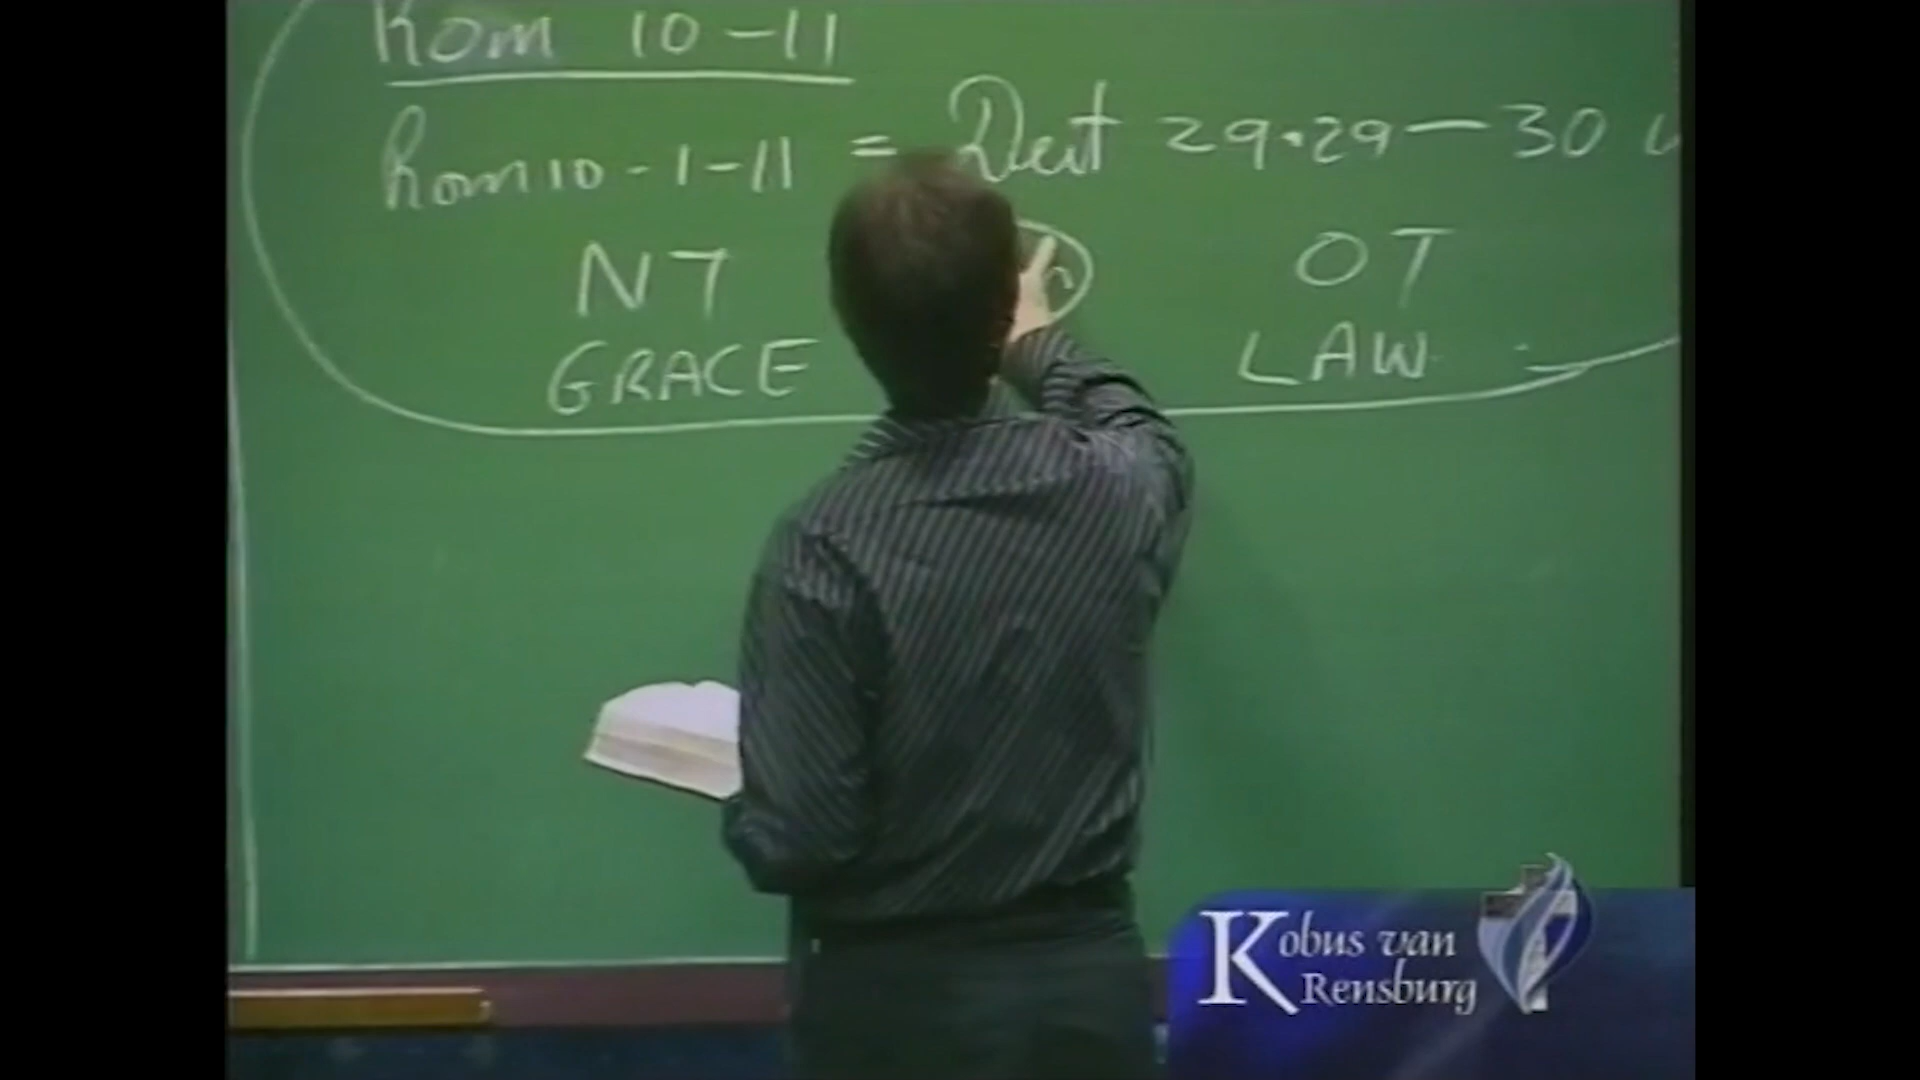 Rom 10-11
Rom 10-1-11 = Deut 29.29-30
NT OT
GRACE LAW
Kobus van
Rensburg